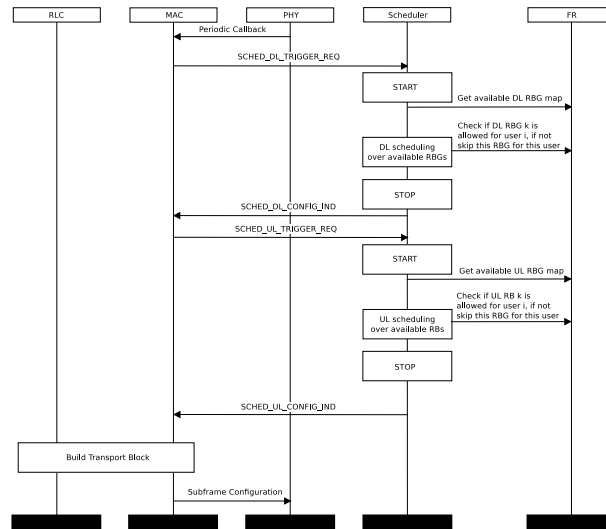 RLC MAC PHY Scheduler FR
Periodic Callback
SCHED_DL_TRIGGER_REQ
START
Get available DL RBG map
Check if DL RBG k is
allowed for user i, if not
skip this RBG for this user
DL scheduling
over available RBGs
STOP
SCHED_DL_CONFIG_IND
SCHED_UL_TRIGGER_REQ
START
Get available UL RBG map
Check if UL RB k is
allowed for user i, if not
skip this RBG for this user
UL scheduling
over available RBs
STOP
SCHED_UL_CONFIG_IND
Build Transport Block
Subframe Configuration